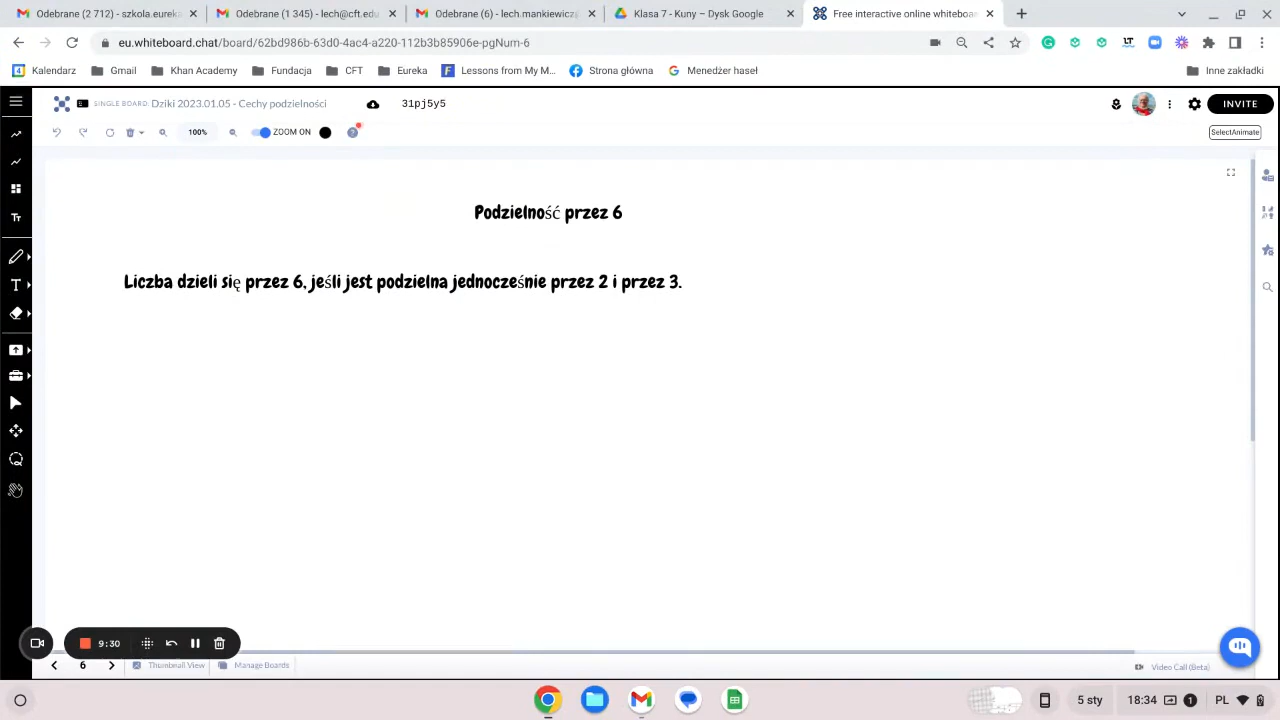 Odebrane (2 712) - szkola.eurek
Odebrane (1 345) - lech@cft.edu
Odebrane (6) - lech.mankiewicz
Klasa 7 - Kuny – Dysk Google
Free interactive online whiteboar
eu.whiteboard.chat/board/62bd986b-63d0-4ac4-a220-112b3b85906e-pgNum-6
Kalendarz
Gmail
Khan Academy
Fundacja
CFT
Eureka
Lessons from My M...
Strona główna
Menedżer haseł
Inne zakładki
SINGLE BOARD: Dziki 2023.01.05 - Cechy podzielności
31pj5y5
INVITE
100%
ZOOM ON
SelectAnimate
Podzielność przez 6
Liczba dzieli się przez 6, jeśli jest podzielna jednocześnie przez 2 i przez 3.
9:30
6
Thumbnail View
Manage Boards
Video Call (Beta)
5 sty
18:34
1
PL